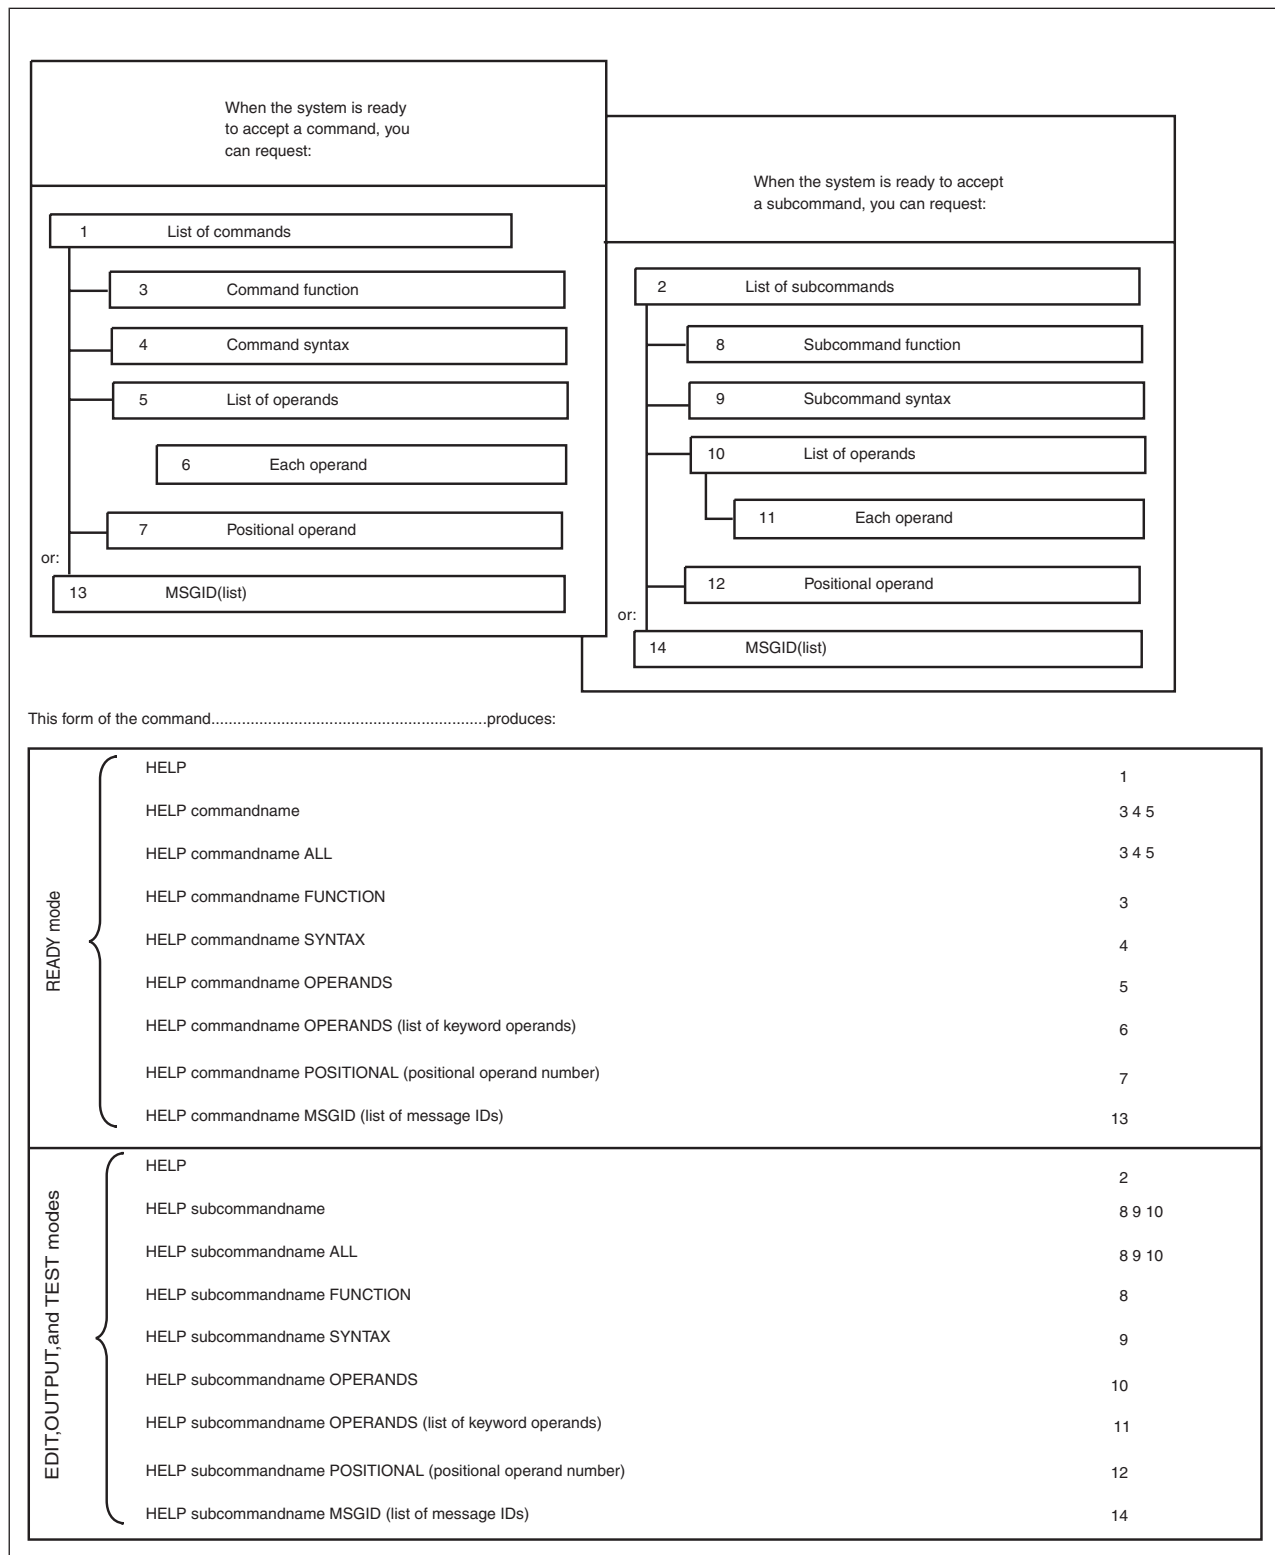 When the system is ready
to accept a command, you
can request:
1 List of commands
3 Command function
4 Command syntax
5 List of operands
6 Each operand
7 Positional operand
or:
13 MSGID(list)
When the system is ready to accept
a subcommand, you can request:
2 List of subcommands
8 Subcommand function
9 Subcommand syntax
10 List of operands
11 Each operand
12 Positional operand
or:
14 MSGID(list)
This form of the command...............................................................produces:
READY mode
HELP 1
HELP commandname 3 4 5
HELP commandname ALL 3 4 5
HELP commandname FUNCTION 3
HELP commandname SYNTAX 4
HELP commandname OPERANDS 5
HELP commandname OPERANDS (list of keyword operands) 6
HELP commandname POSITIONAL (positional operand number) 7
HELP commandname MSGID (list of message IDs) 13
EDIT,OUTPUT,and TEST modes
HELP 2
HELP subcommandname 8 9 10
HELP subcommandname ALL 8 9 10
HELP subcommandname FUNCTION 8
HELP subcommandname SYNTAX 9
HELP subcommandname OPERANDS 10
HELP subcommandname OPERANDS (list of keyword operands) 11
HELP subcommandname POSITIONAL (positional operand number) 12
HELP subcommandname MSGID (list of message IDs) 14